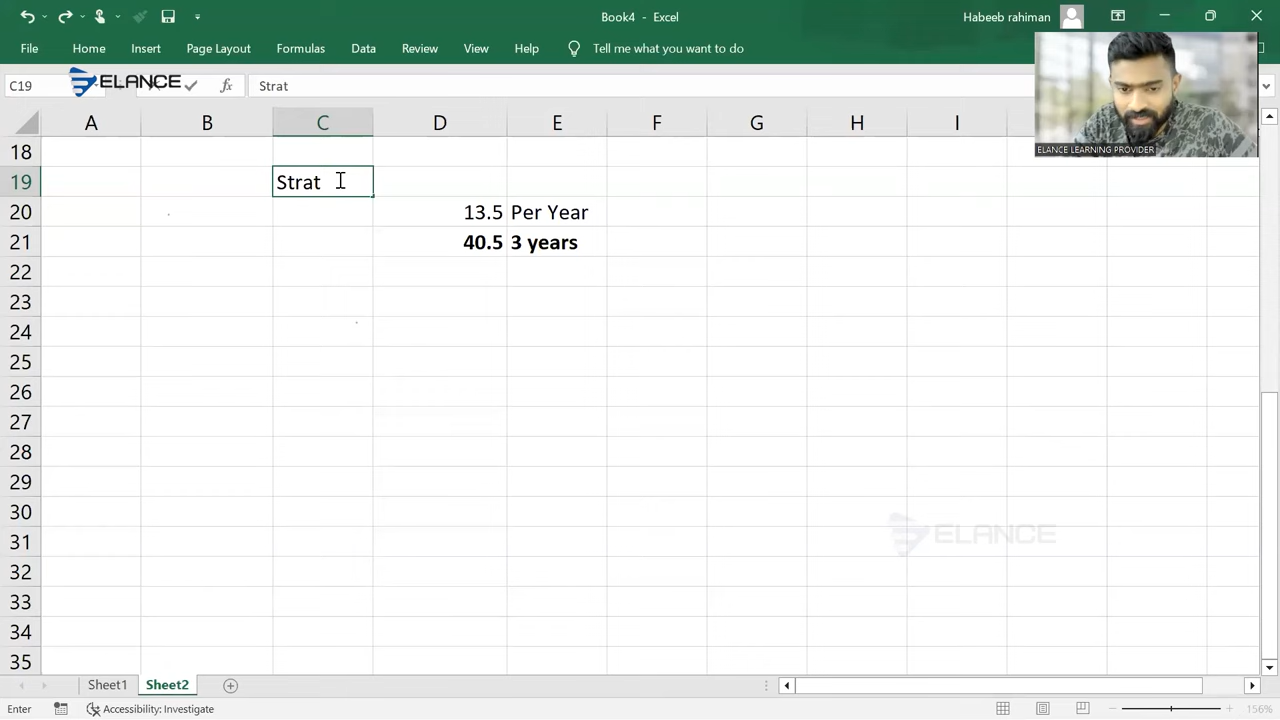 Book4 - Excel
Habeeb rahiman
File Home Insert Page Layout Formulas Data Review View Help Tell me what you want to do
C19 ELANCE fx Strat
ELANCE LEARNING PROVIDER
A B C D E F G H I
18
19 Strat
20 13.5 Per Year
21 40.5 3 years
22
23
24
25
26
27
28
29
30
31
ELANCE
32
33
34
35
Sheet1 Sheet2
Enter Accessibility: Investigate 156%